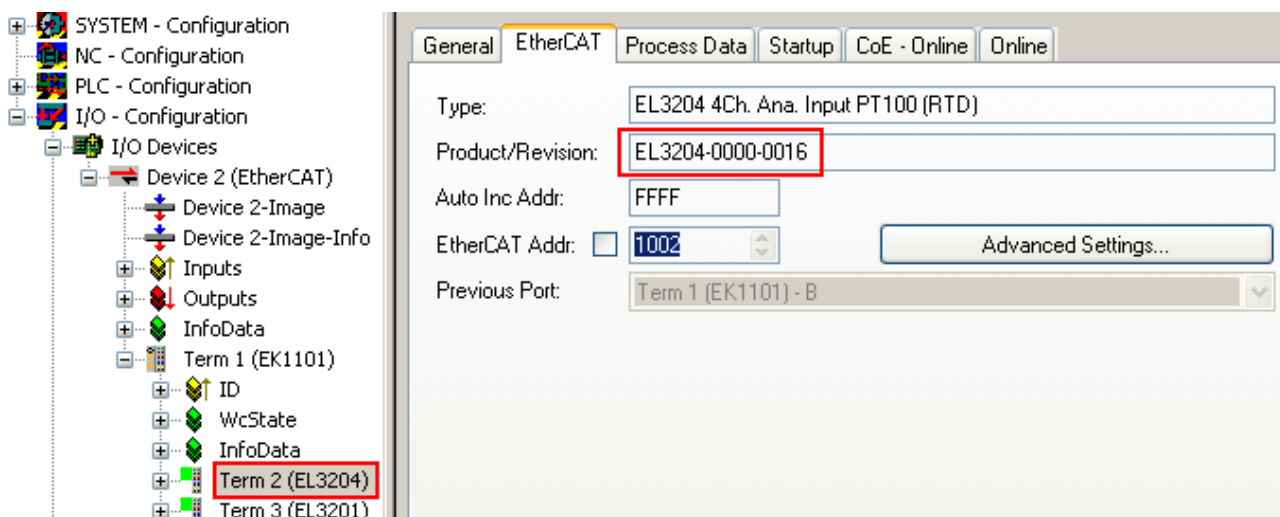 SYSTEM - Configuration
NC - Configuration
PLC - Configuration
I/O - Configuration
I/O Devices
Device 2 (EtherCAT)
Device 2-Image
Device 2-Image-Info
Inputs
Outputs
InfoData
Term 1 (EK1101)
ID
WcState
InfoData
Term 2 (EL3204)
Term 3 (EL3201)
General EtherCAT Process Data Startup CoE - Online Online
Type: EL3204 4Ch. Ana. Input PT100 (RTD)
Product/Revision: EL3204-0000-0016
Auto Inc Addr: FFFF
EtherCAT Addr: 1002 Advanced Settings...
Previous Port: Term 1 (EK1101) - B